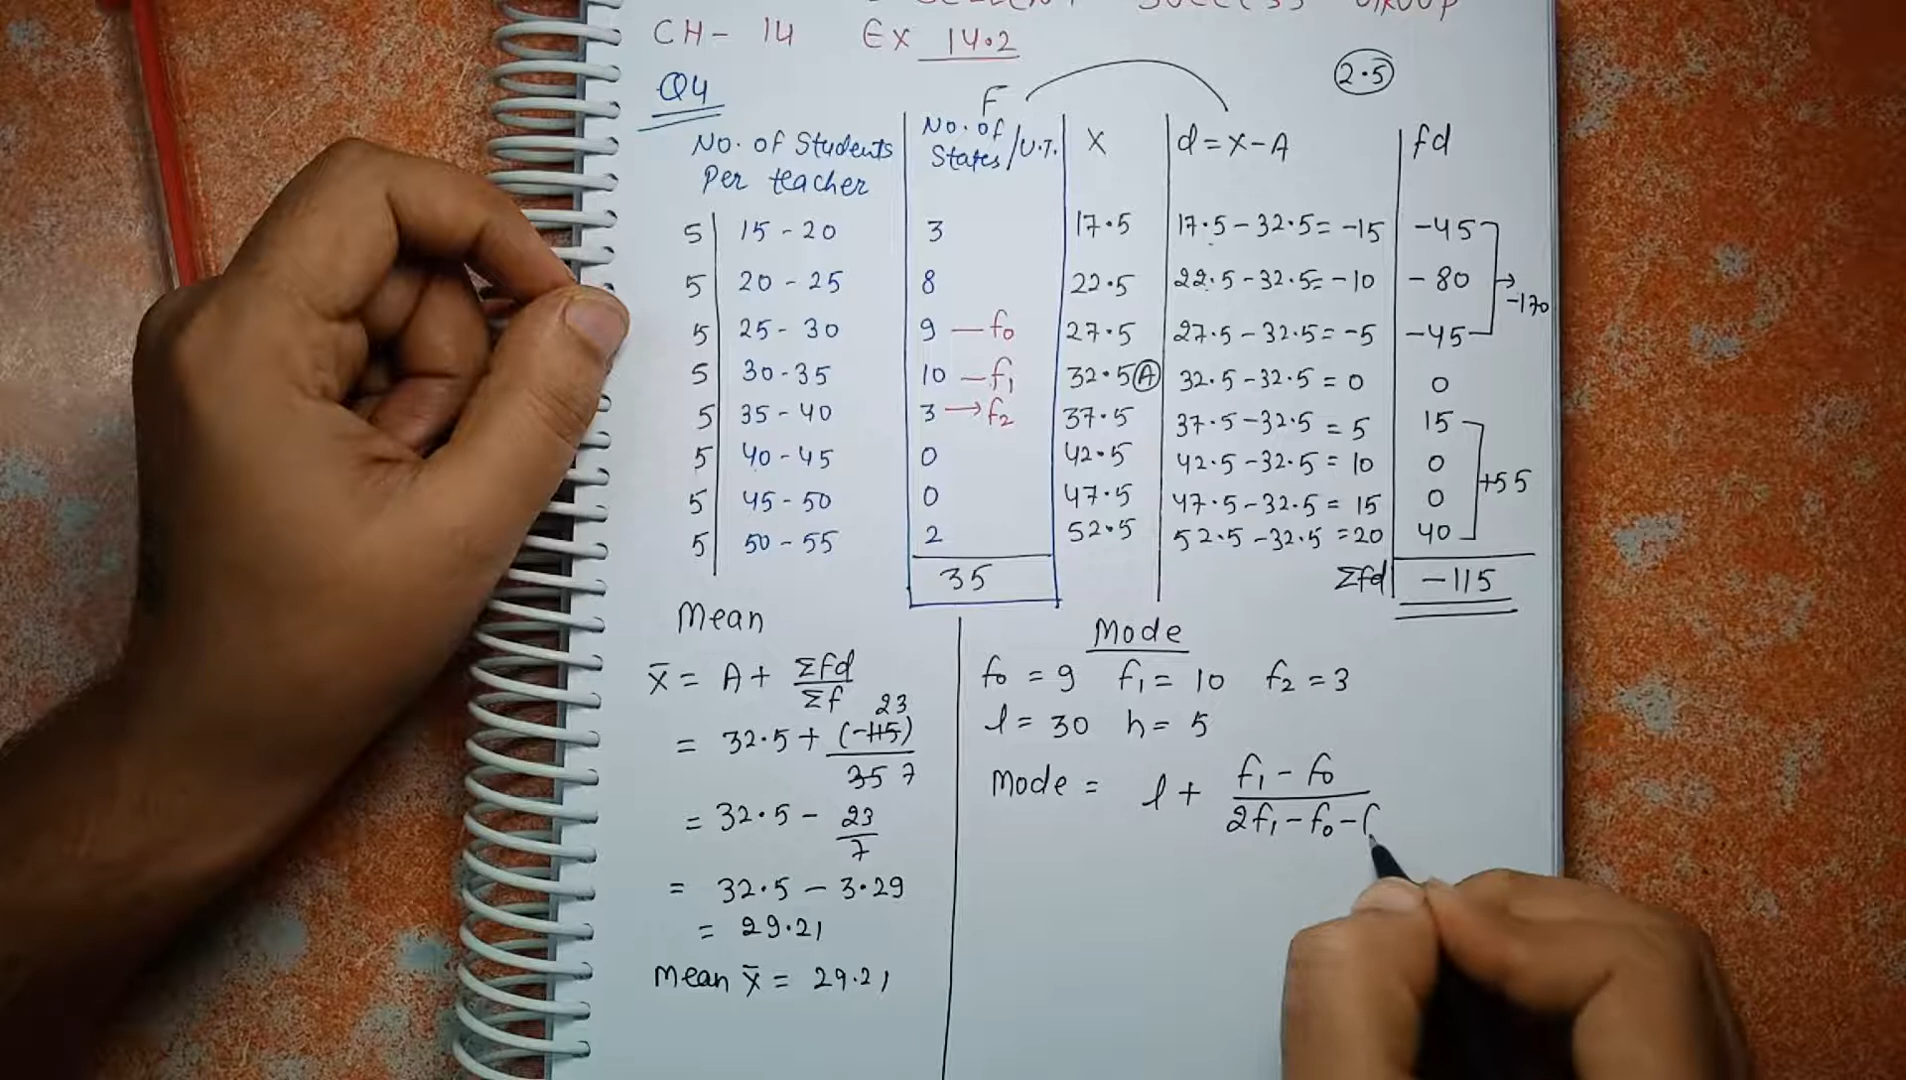 SUCCESS GROUP
CH- 14 Ex 14.2
Q4
2.5
F
No. of Students Per teacher | No. of States/U.T. | X | d = x - A | fd
5 | 15 - 20 | 3 | 17.5 | 17.5 - 32.5 = -15 | -45
5 | 20 - 25 | 8 | 22.5 | 22.5 - 32.5 = -10 | -80 → -170
5 | 25 - 30 | 9 — f₀ | 27.5 | 27.5 - 32.5 = -5 | -45
5 | 30 - 35 | 10 — f₁ | 32.5 A | 32.5 - 32.5 = 0 | 0
5 | 35 - 40 | 3 → f₂ | 37.5 | 37.5 - 32.5 = 5 | 15
5 | 40 - 45 | 0 | 42.5 | 42.5 - 32.5 = 10 | 0 +55
5 | 45 - 50 | 0 | 47.5 | 47.5 - 32.5 = 15 | 0
5 | 50 - 55 | 2 | 52.5 | 52.5 - 32.5 = 20 | 40
35 Σfd -115
Mean
x̄ = A + Σfd/Σf
23
= 32.5 + (-115)/35 7
= 32.5 - 23/7
= 32.5 - 3.29
= 29.21
Mean x̄ = 29.21
Mode
f₀ = 9 f₁ = 10 f₂ = 3
l = 30 h = 5
Mode = l + f₁ - f₀/2f₁ - f₀ - f